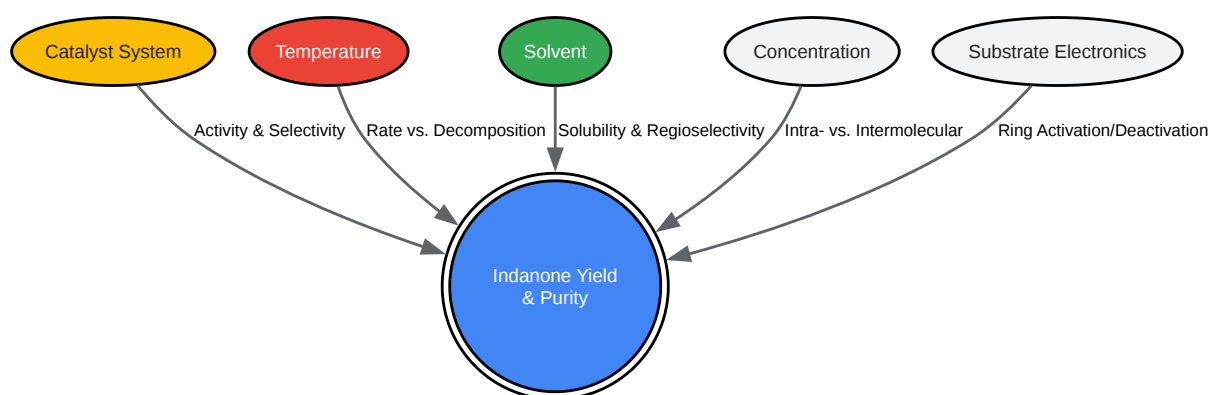 Catalyst System
Temperature
Solvent
Concentration
Substrate Electronics
Activity & Selectivity
Rate vs. Decomposition
Solubility & Regioselectivity
Intra- vs. Intermolecular
Ring Activation/Deactivation
Indanone Yield
& Purity